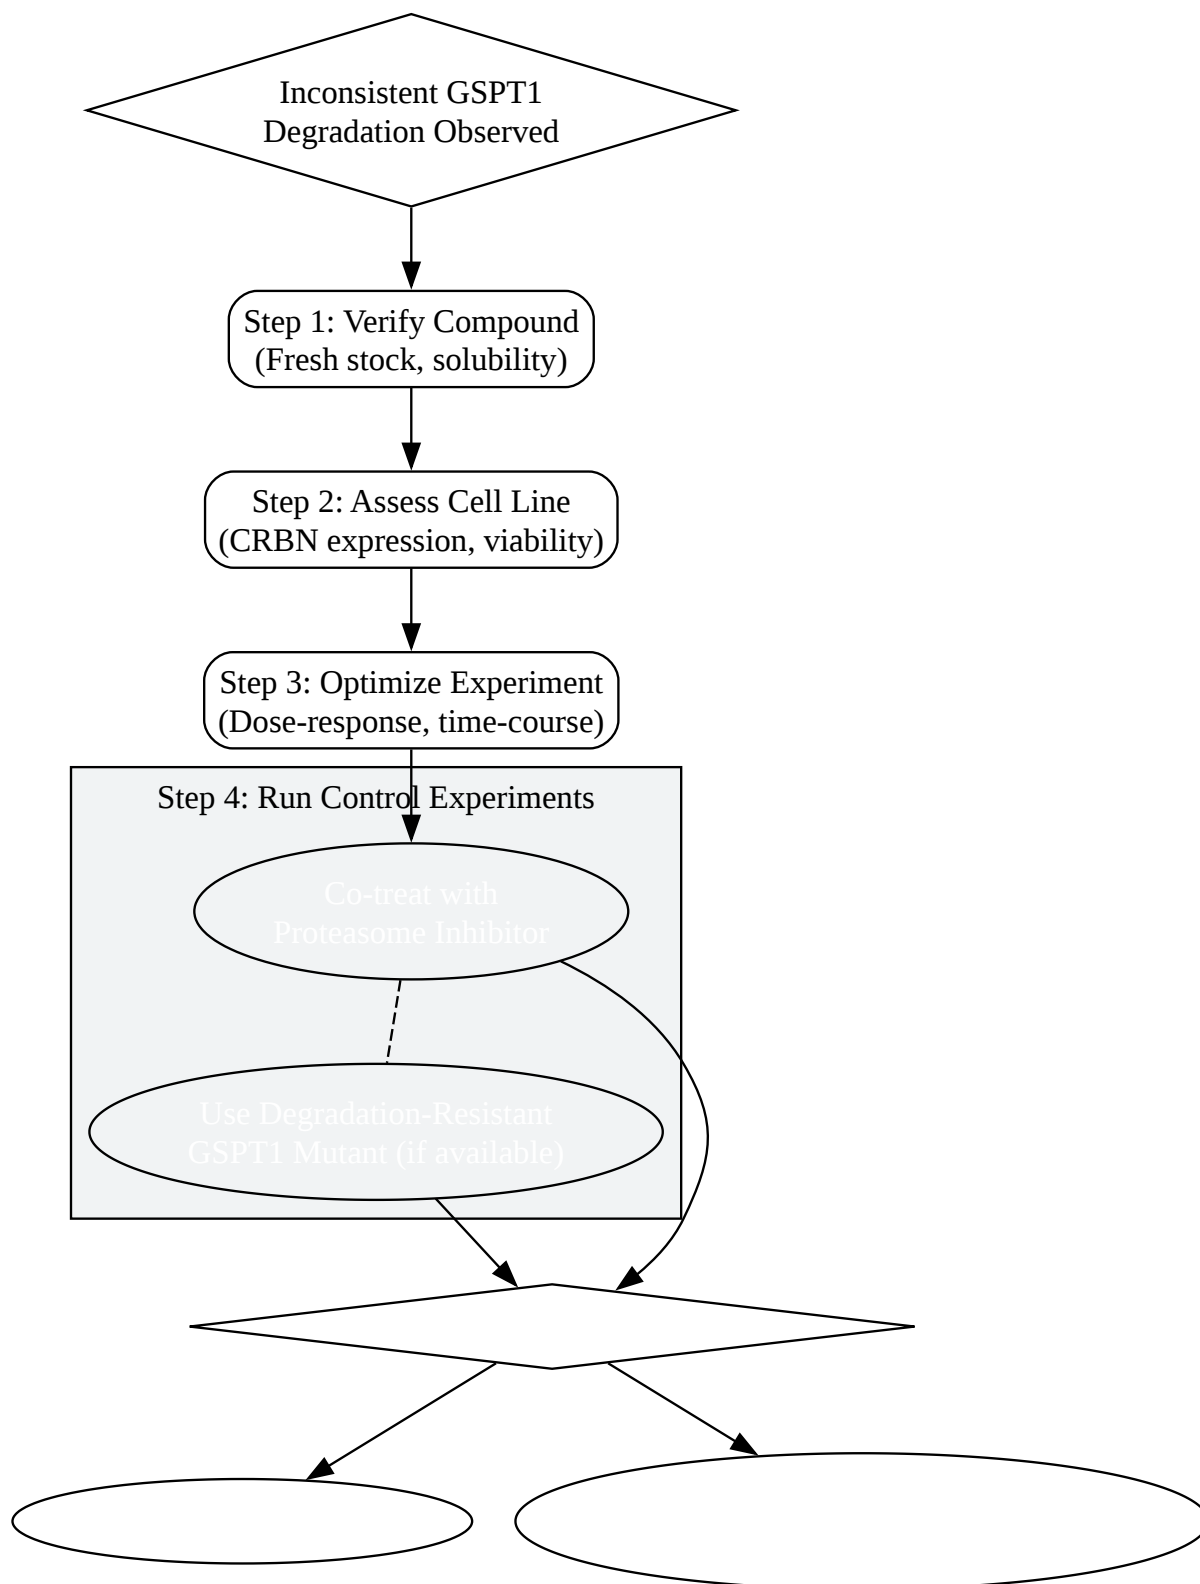 Inconsistent GSPT1
Degradation Observed
Step 1: Verify Compound
(Fresh stock, solubility)
Step 2: Assess Cell Line
(CRBN expression, viability)
Step 3: Optimize Experiment
(Dose-response, time-course)
Step 4: Run Control Experiments
Co-treat with
Proteasome Inhibitor
Use Degradation-Resistant
GSPT1 Mutant (if available)